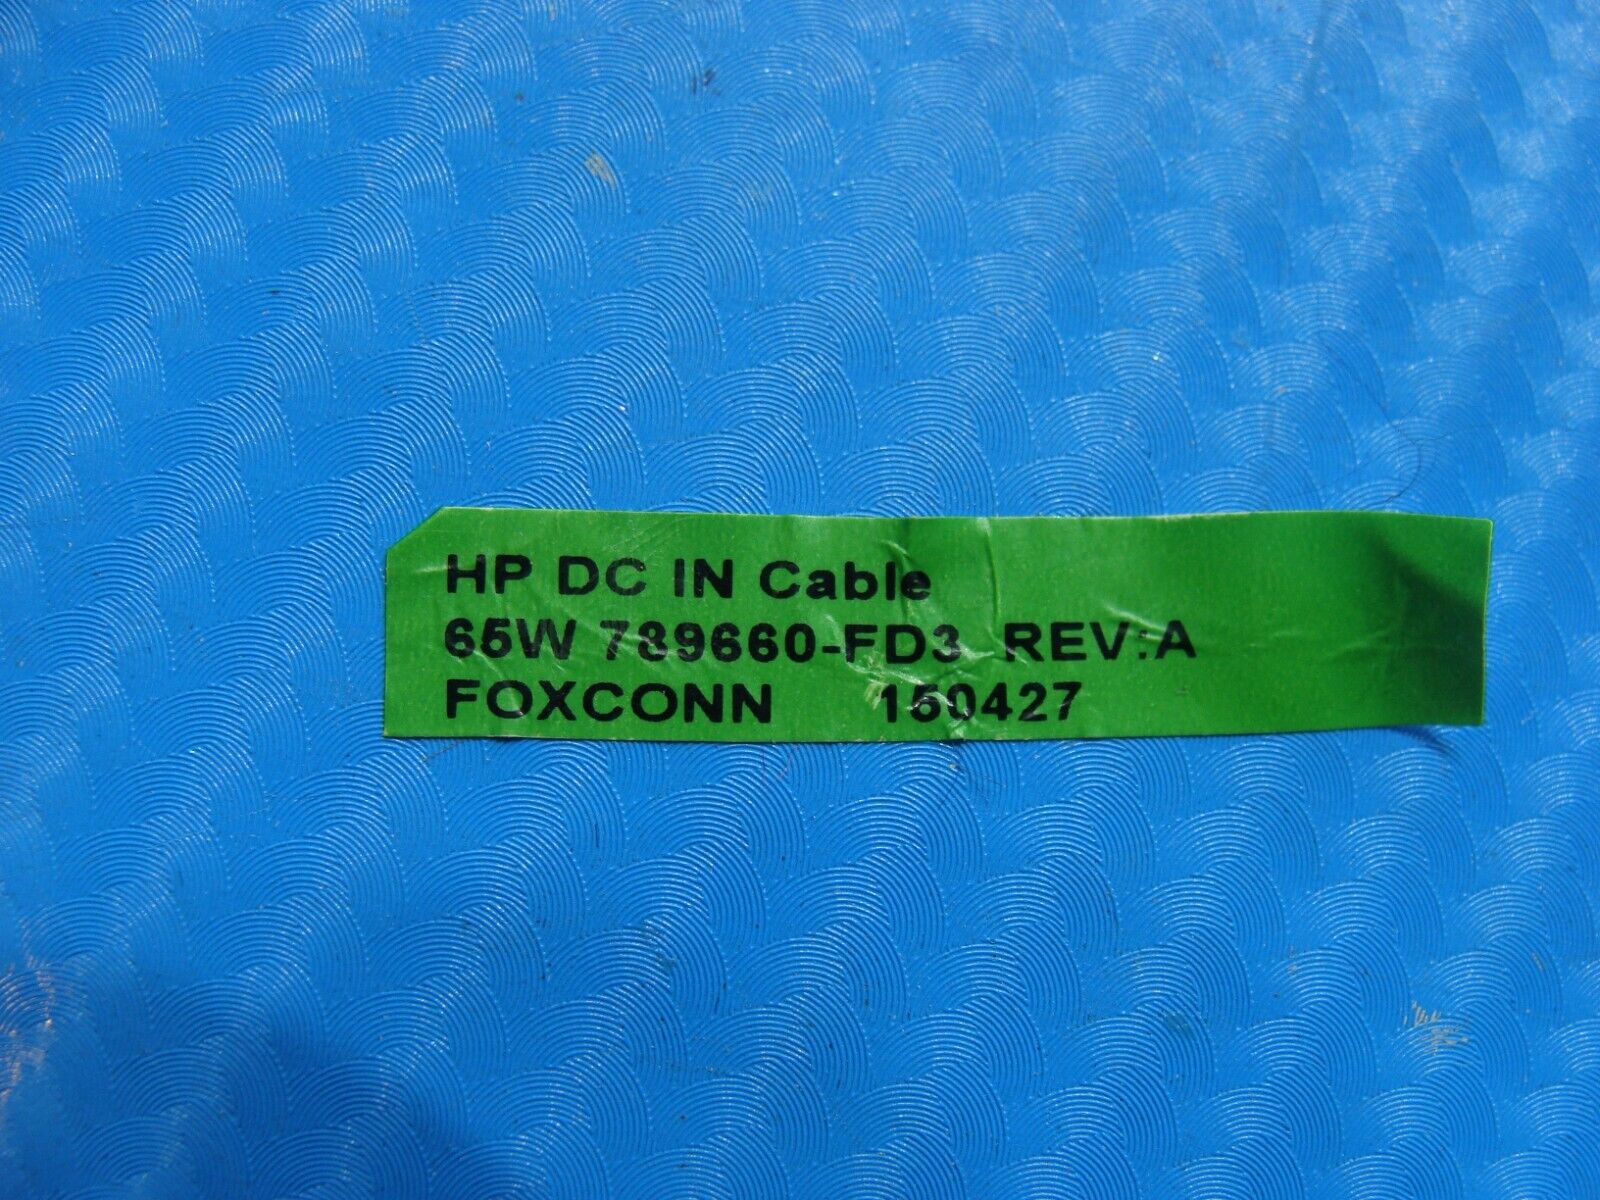 HP DC IN Cable
65W 789660-FD3 REV:A
FOXCONN 150427